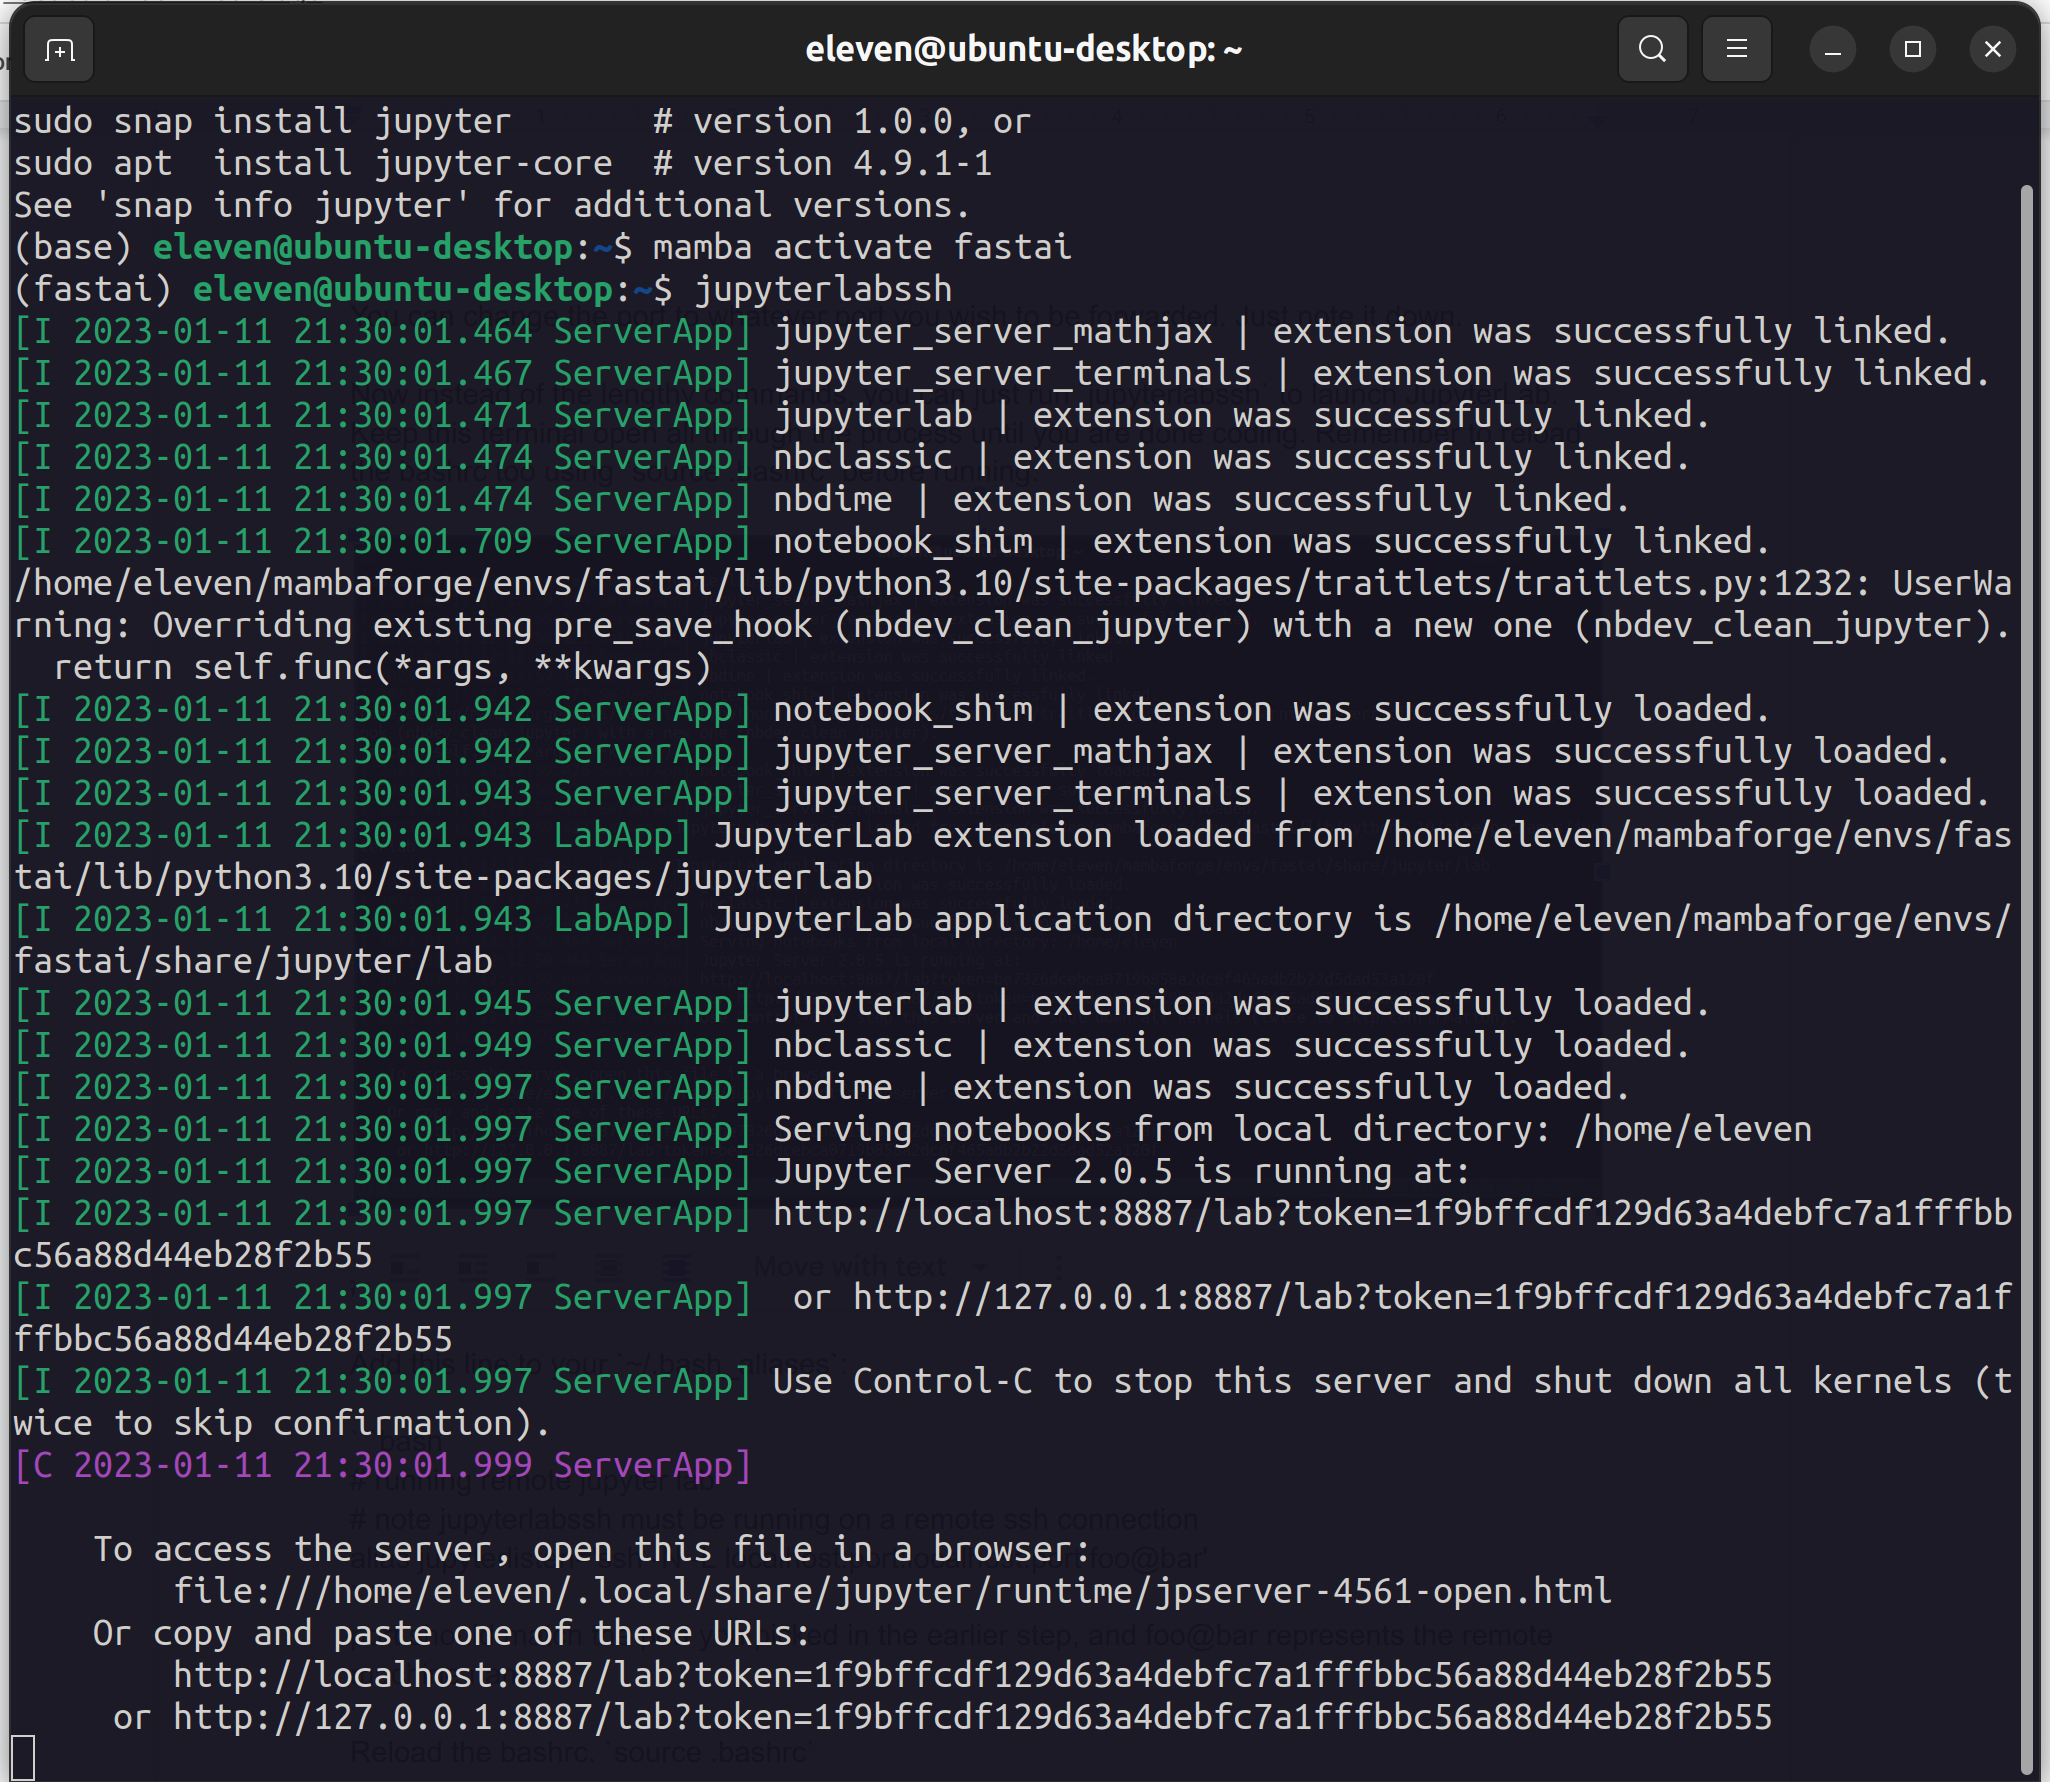 eleven@ubuntu-desktop: ~
sudo snap install jupyter       # version 1.0.0, or
sudo apt  install jupyter-core  # version 4.9.1-1
See 'snap info jupyter' for additional versions.
(base) eleven@ubuntu-desktop:~$ mamba activate fastai
(fastai) eleven@ubuntu-desktop:~$ jupyterlabssh
[I 2023-01-11 21:30:01.464 ServerApp] jupyter_server_mathjax | extension was successfully linked.
[I 2023-01-11 21:30:01.467 ServerApp] jupyter_server_terminals | extension was successfully linked.
[I 2023-01-11 21:30:01.471 ServerApp] jupyterlab | extension was successfully linked.
[I 2023-01-11 21:30:01.474 ServerApp] nbclassic | extension was successfully linked.
[I 2023-01-11 21:30:01.474 ServerApp] nbdime | extension was successfully linked.
[I 2023-01-11 21:30:01.709 ServerApp] notebook_shim | extension was successfully linked.
/home/eleven/mambaforge/envs/fastai/lib/python3.10/site-packages/traitlets/traitlets.py:1232: UserWa
rning: Overriding existing pre_save_hook (nbdev_clean_jupyter) with a new one (nbdev_clean_jupyter).
  return self.func(*args, **kwargs)
[I 2023-01-11 21:30:01.942 ServerApp] notebook_shim | extension was successfully loaded.
[I 2023-01-11 21:30:01.942 ServerApp] jupyter_server_mathjax | extension was successfully loaded.
[I 2023-01-11 21:30:01.943 ServerApp] jupyter_server_terminals | extension was successfully loaded.
[I 2023-01-11 21:30:01.943 LabApp] JupyterLab extension loaded from /home/eleven/mambaforge/envs/fas
tai/lib/python3.10/site-packages/jupyterlab
[I 2023-01-11 21:30:01.943 LabApp] JupyterLab application directory is /home/eleven/mambaforge/envs/
fastai/share/jupyter/lab
[I 2023-01-11 21:30:01.945 ServerApp] jupyterlab | extension was successfully loaded.
[I 2023-01-11 21:30:01.949 ServerApp] nbclassic | extension was successfully loaded.
[I 2023-01-11 21:30:01.997 ServerApp] nbdime | extension was successfully loaded.
[I 2023-01-11 21:30:01.997 ServerApp] Serving notebooks from local directory: /home/eleven
[I 2023-01-11 21:30:01.997 ServerApp] Jupyter Server 2.0.5 is running at:
[I 2023-01-11 21:30:01.997 ServerApp] http://localhost:8887/lab?token=1f9bffcdf129d63a4debfc7a1fffbb
c56a88d44eb28f2b55
[I 2023-01-11 21:30:01.997 ServerApp]  or http://127.0.0.1:8887/lab?token=1f9bffcdf129d63a4debfc7a1f
ffbbc56a88d44eb28f2b55
[I 2023-01-11 21:30:01.997 ServerApp] Use Control-C to stop this server and shut down all kernels (t
wice to skip confirmation).
[C 2023-01-11 21:30:01.999 ServerApp]
    To access the server, open this file in a browser:
        file:///home/eleven/.local/share/jupyter/runtime/jpserver-4561-open.html
    Or copy and paste one of these URLs:
        http://localhost:8887/lab?token=1f9bffcdf129d63a4debfc7a1fffbbc56a88d44eb28f2b55
     or http://127.0.0.1:8887/lab?token=1f9bffcdf129d63a4debfc7a1fffbbc56a88d44eb28f2b55